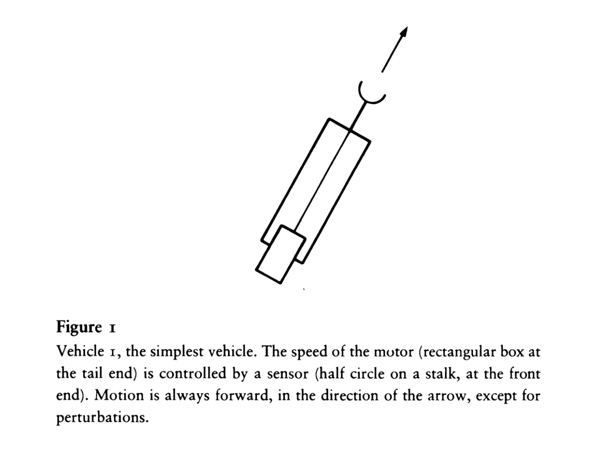 Figure 1
Vehicle 1, the simplest vehicle. The speed of the motor (rectangular box at
the tail end) is controlled by a sensor (half circle on a stalk, at the front
end). Motion is always forward, in the direction of the arrow, except for
perturbations.